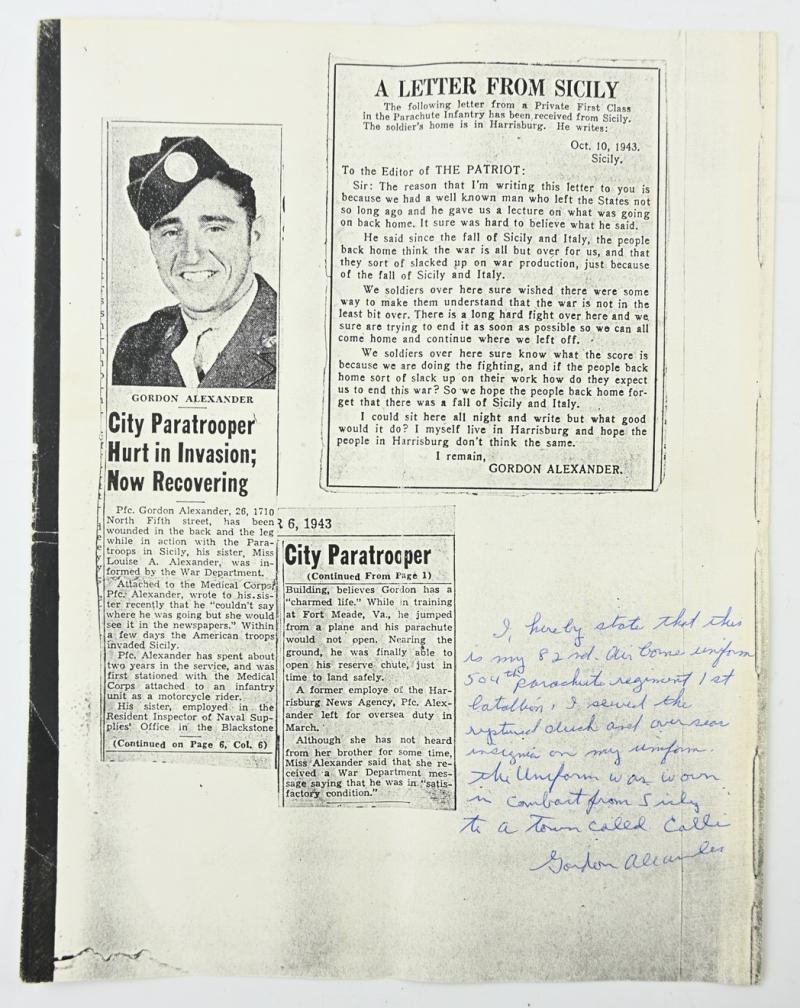 GORDON ALEXANDER
City Paratrooper
Hurt in Invasion;
Now Recovering
Pfc. Gordon Alexander, 26, 1710
North Fifth street, has been
wounded in the back and the leg
while in action with the Para-
troops in Sicily, his sister, Miss
Louise A. Alexander, was in-
formed by the War Department.
Attached to the Medical Corps,
Pfc. Alexander, wrote to his sis-
ter recently that he "couldn't say
where he was going but she would
see it in the newspapers." Within
a few days the American troops
invaded Sicily.
Pfc. Alexander has spent about
two years in the service, and was
first stationed with the Medical
Corps attached to an infantry
unit as a motorcycle rider.
His sister, employed in the
Resident Inspector of Naval Sup-
plies' Office in the Blackstone
(Continued on Page 6, Col. 6)
6, 1943
City Paratrooper
(Continued From Page 1)
Building, believes Gordon has a
"charmed life." While in training
at Fort Meade, Va., he jumped
from a plane and his parachute
would not open. Nearing the
ground, he was finally able to
open his reserve chute, just in
time to land safely.
A former employe of the Har-
risburg News Agency, Pfc. Alex-
ander left for oversea duty in
March.
Although she has not heard
from her brother for some time,
Miss Alexander said that she re-
ceived a War Department mes-
sage saying that he was in "satis-
factory condition."
A LETTER FROM SICILY
The following letter from a Private First Class
in the Parachute Infantry has been received from Sicily.
The soldier's home is in Harrisburg. He writes:
Oct. 10, 1943.
Sicily.
To the Editor of THE PATRIOT:
Sir: The reason that I'm writing this letter to you is
because we had a well known man who left the States not
so long ago and he gave us a lecture on what was going
on back home. It sure was hard to believe what he said.
He said since the fall of Sicily and Italy, the people
back home think the war is all but over for us, and that
they sort of slacked up on war production, just because
of the fall of Sicily and Italy.
We soldiers over here sure wished there were some
way to make them understand that the war is not in the
least bit over. There is a long hard fight over here and we
sure are trying to end it as soon as possible so we can all
come home and continue where we left off.
We soldiers over here sure know what the score is
because we are doing the fighting, and if the people back
home sort of slack up on their work how do they expect
us to end this war? So we hope the people back home for-
get that there was a fall of Sicily and Italy.
I could sit here all night and write but what good
would it do? I myself live in Harrisburg and hope the
people in Harrisburg don't think the same.
I remain,
GORDON ALEXANDER.
I, hereby state that this
is my 82nd. Air borne uniform
504th parachute regiment 1st
batallion, I sewed the
ruptured duck and oversear
insignia on my uniform.
the Uniform was worn
in combart from Sicily
to a town called Calle
Gordon Alexander